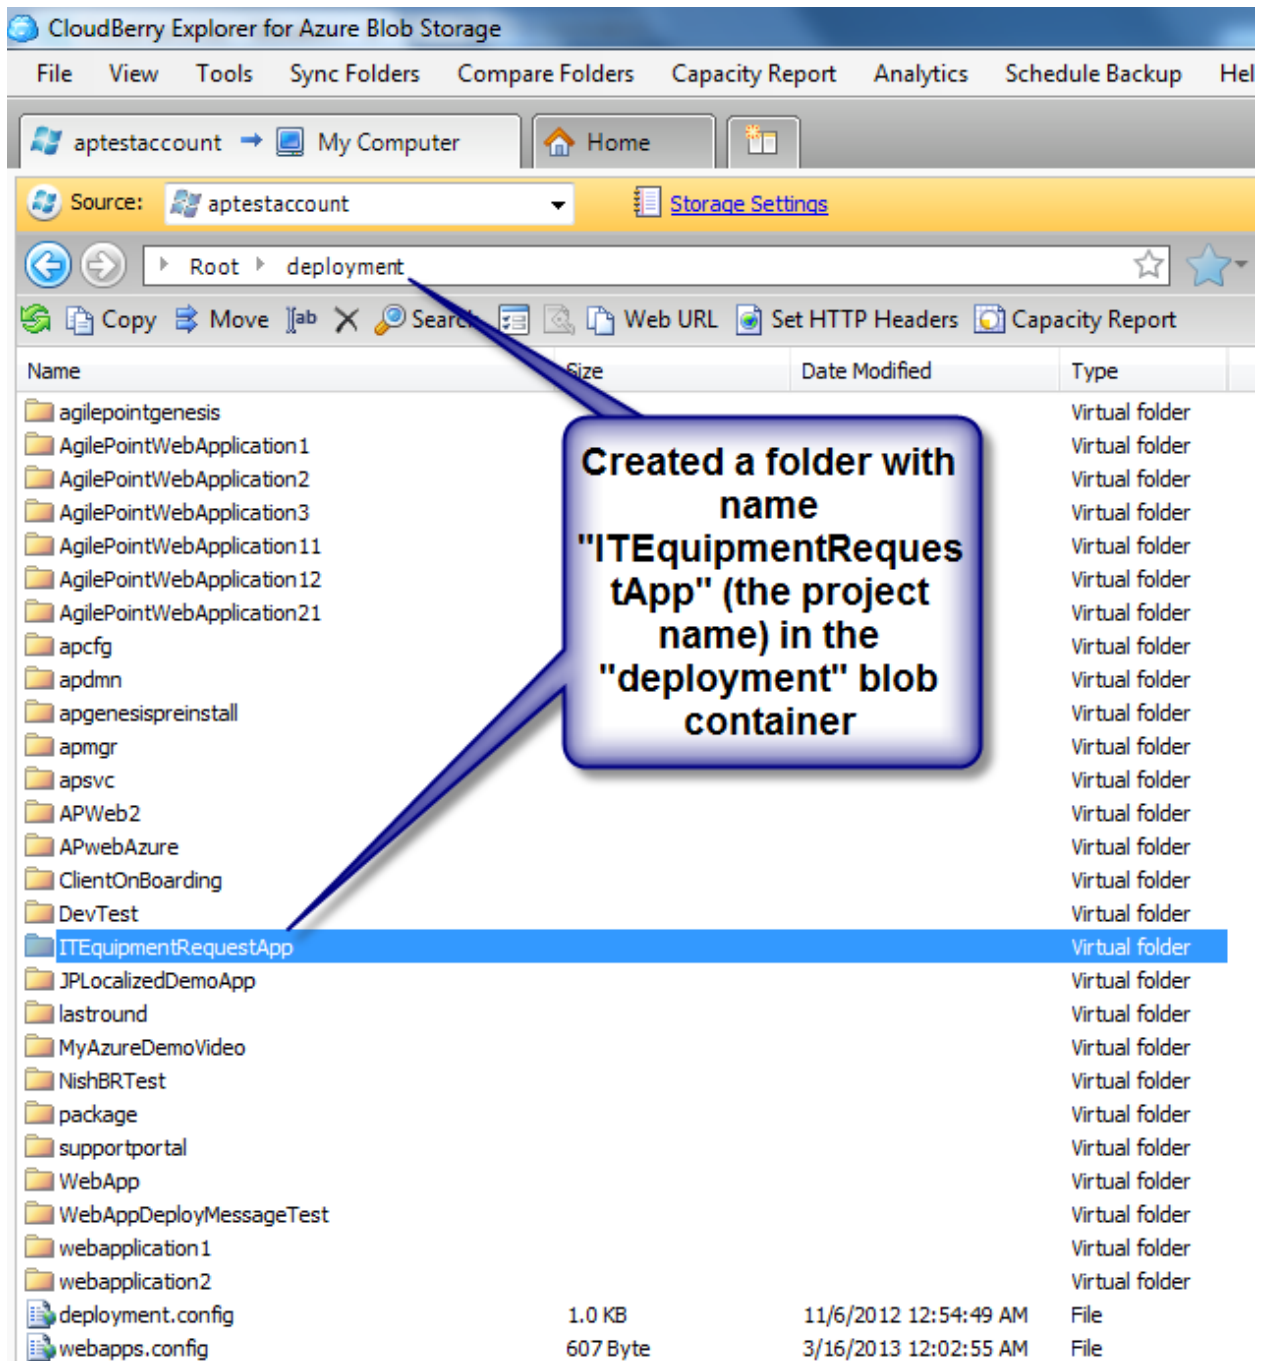 CloudBerry Explorer for Azure Blob Storage
File View Tools Sync Folders Compare Folders Capacity Report Analytics Schedule Backup Hel
aptestaccount My Computer Home
Source: aptestaccount Storage Settings
Root deployment
Copy Move ab Search Web URL Set HTTP Headers Capacity Report
Name Size Date Modified Type
agilepointgenesis Virtual folder
AgilePointWebApplication1 Virtual folder
AgilePointWebApplication2 Virtual folder
AgilePointWebApplication3 Virtual folder
AgilePointWebApplication11 Virtual folder
AgilePointWebApplication12 Virtual folder
AgilePointWebApplication21 Virtual folder
apcfg Virtual folder
apdmn Virtual folder
apgenesispreinstall Virtual folder
apmgr Virtual folder
apsvc Virtual folder
APWeb2 Virtual folder
APwebAzure Virtual folder
ClientOnBoarding Virtual folder
DevTest Virtual folder
ITEquipmentRequestApp Virtual folder
JPLocalizedDemoApp Virtual folder
lastround Virtual folder
MyAzureDemoVideo Virtual folder
NishBRTest Virtual folder
package Virtual folder
supportportal Virtual folder
WebApp Virtual folder
WebAppDeployMessageTest Virtual folder
webapplication1 Virtual folder
webapplication2 Virtual folder
deployment.config 1.0 KB 11/6/2012 12:54:49 AM File
webapps.config 607 Byte 3/16/2013 12:02:55 AM File
Created a folder with
name
"ITEquipmentReques
tApp" (the project
name) in the
"deployment" blob
container